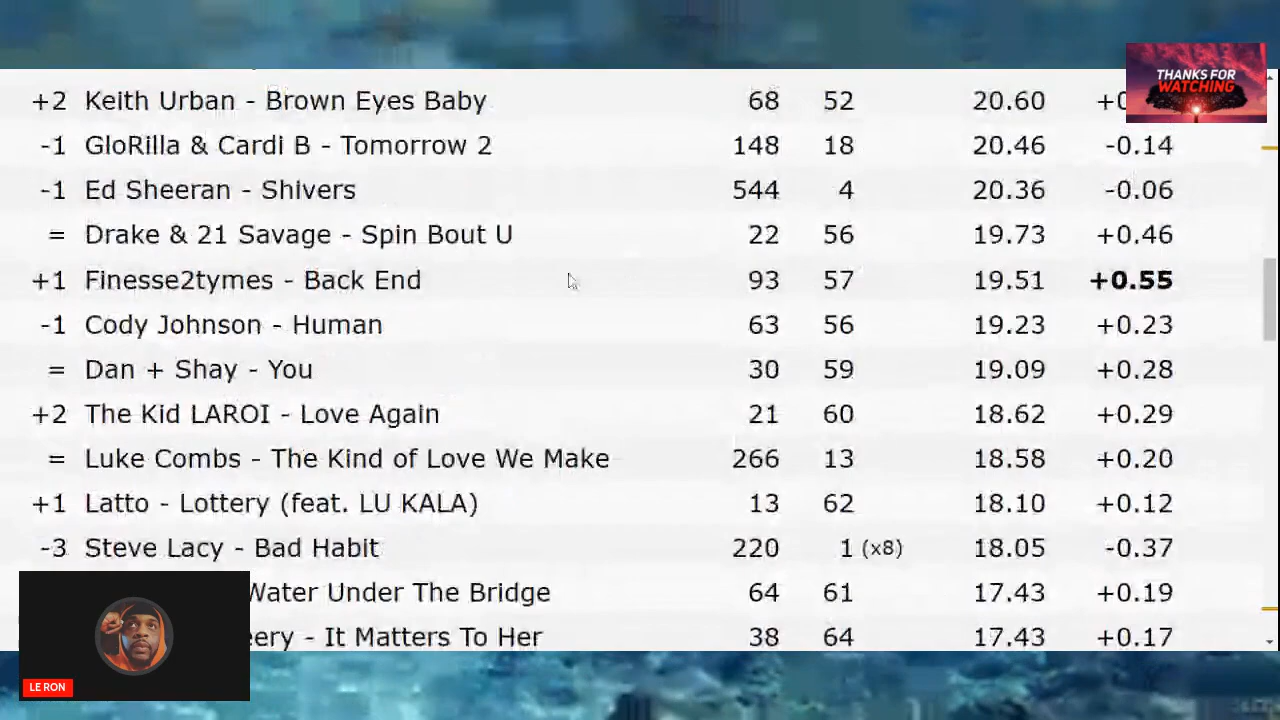 THANKS FOR
WATCHING
+2 Keith Urban - Brown Eyes Baby 68 52 20.60 +0
-1 GloRilla & Cardi B - Tomorrow 2 148 18 20.46 -0.14
-1 Ed Sheeran - Shivers 544 4 20.36 -0.06
= Drake & 21 Savage - Spin Bout U 22 56 19.73 +0.46
+1 Finesse2tymes - Back End 93 57 19.51 +0.55
-1 Cody Johnson - Human 63 56 19.23 +0.23
= Dan + Shay - You 30 59 19.09 +0.28
+2 The Kid LAROI - Love Again 21 60 18.62 +0.29
= Luke Combs - The Kind of Love We Make 266 13 18.58 +0.20
+1 Latto - Lottery (feat. LU KALA) 13 62 18.10 +0.12
-3 Steve Lacy - Bad Habit 220 1 (x8) 18.05 -0.37
Water Under The Bridge 64 61 17.43 +0.19
eery - It Matters To Her 38 64 17.43 +0.17
LE RON